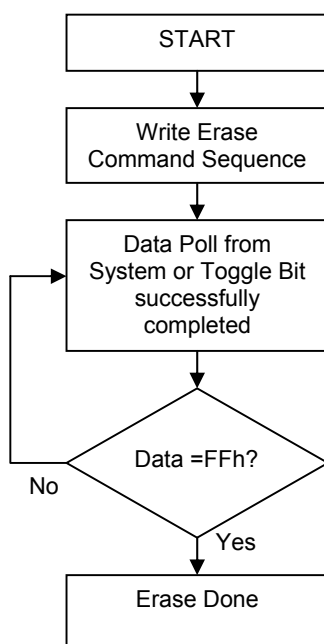 START
Write Erase
Command Sequence
Data Poll from
System or Toggle Bit
successfully
completed
Data =FFh?
No
Yes
Erase Done